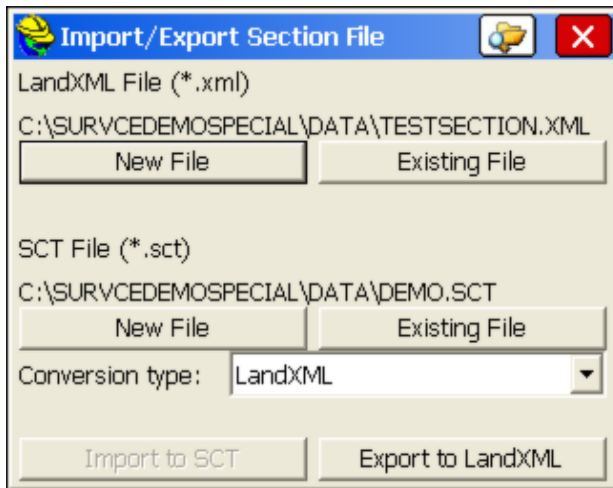 Import/Export Section File
LandXML File (*.xml)
C:\SURVCEDEMOSPECIAL\DATA\TESTSECTION.XML
New File Existing File
SCT File (*.sct)
C:\SURVCEDEMOSPECIAL\DATA\DEMO.SCT
New File Existing File
Conversion type: LandXML
Import to SCT Export to LandXML